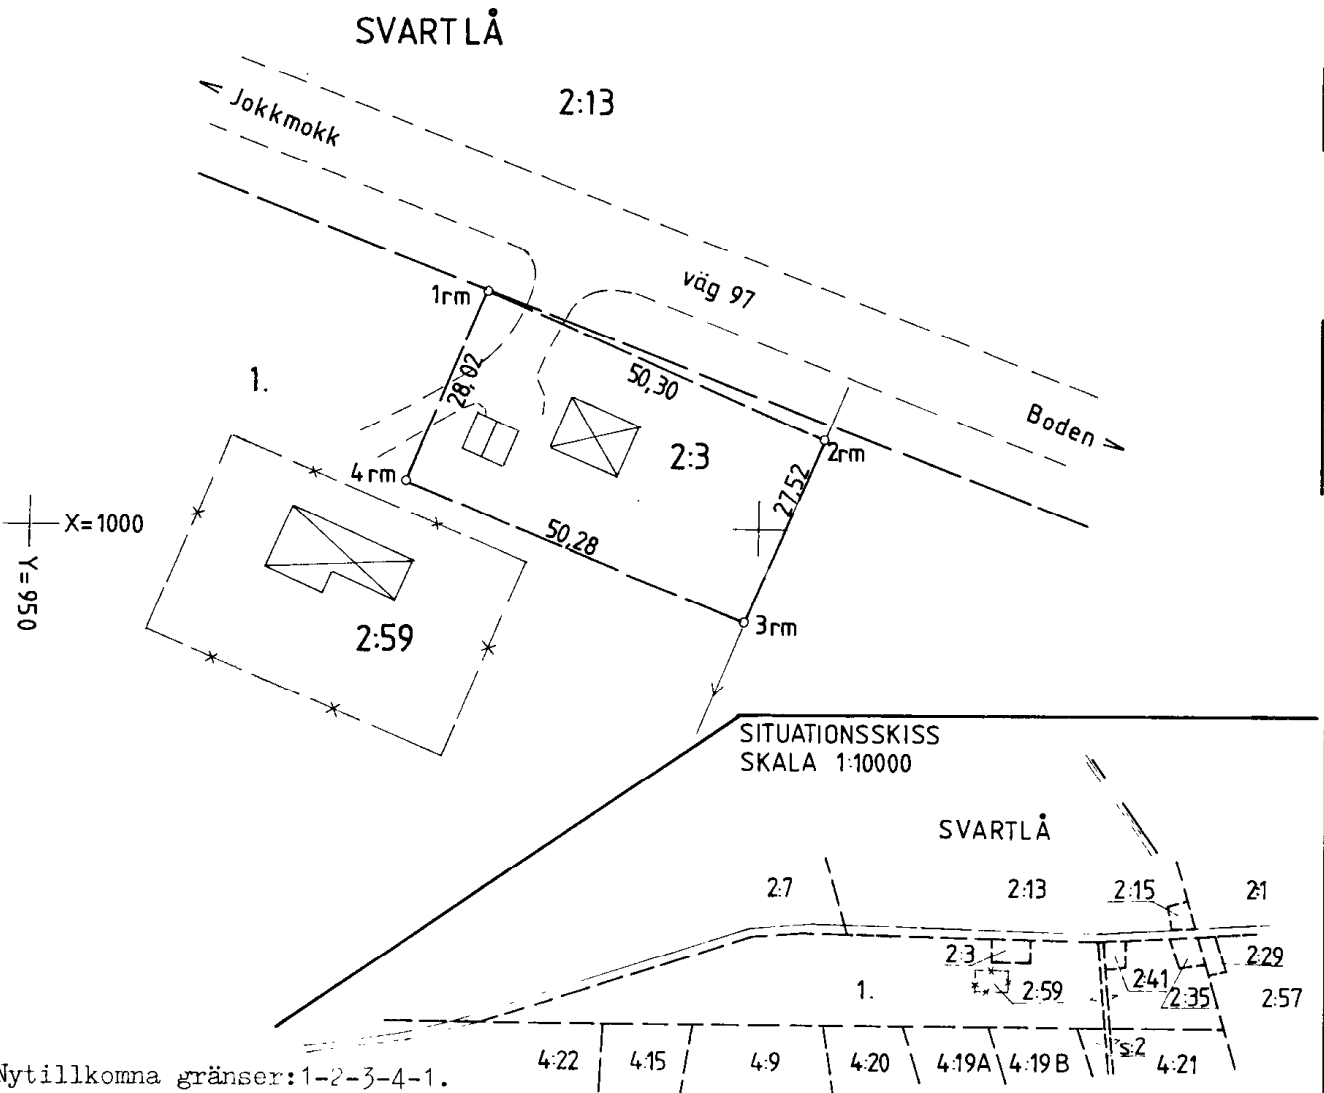 SVARTLÅ
2:13
Jokkmokk
väg 97
1rm
50,30
28,02
1.
Boden
2rm
2:3
4rm
27,52
X=1000
50,28
Y=950
3rm
2:59
SITUATIONSSKISS
SKALA 1:10000
SVARTLÅ
2:7
2:13
2:15
2:1
2:3
2:29
2:41
1.
2:59
2:35
2:57
s:2
4:22
4:15
4:9
4:20
4:19A
4:19B
4:21
Nytillkomna gränser:1-2-3-4-1.